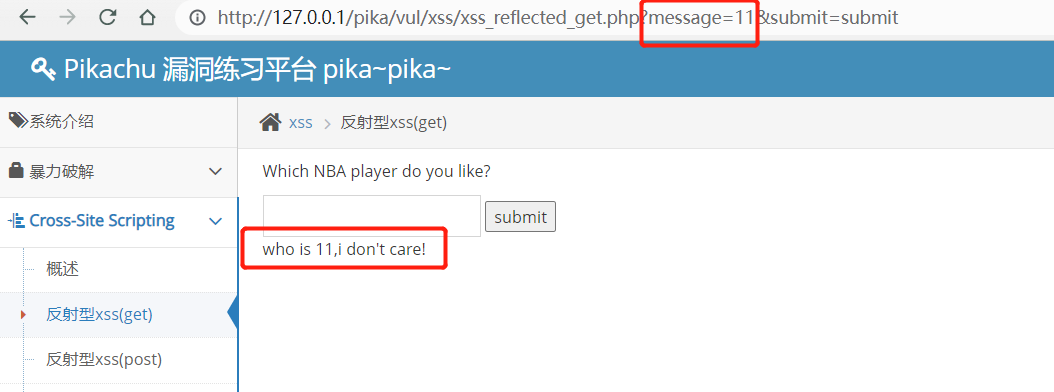 http://127.0.0.1/pika/vul/xss/xss_reflected_get.php?message=11&submit=submit
Pikachu 漏洞练习平台 pika~pika~
系统介绍
xss > 反射型xss(get)
暴力破解
Which NBA player do you like?
Cross-Site Scripting
submit
who is 11,i don't care!
概述
反射型xss(get)
反射型xss(post)